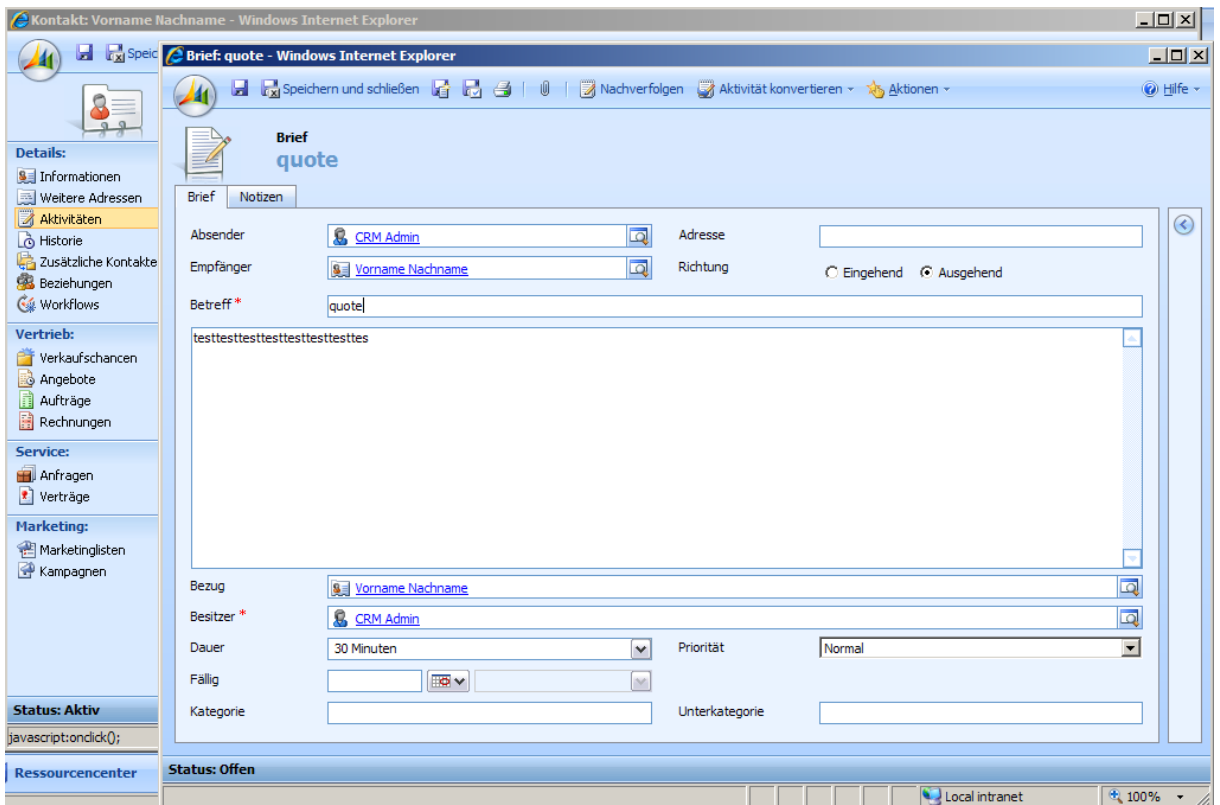 Kontakt: Vorname Nachname - Windows Internet Explorer
Speic
Brief: quote - Windows Internet Explorer
Speichern und schließen
Nachverfolgen
Aktivität konvertieren
Aktionen
Hilfe
Details:
Informationen
Weitere Adressen
Aktivitäten
Historie
Zusätzliche Kontakte
Beziehungen
Workflows
Vertrieb:
Verkaufschancen
Angebote
Aufträge
Rechnungen
Service:
Anfragen
Verträge
Marketing:
Marketinglisten
Kampagnen
Status: Aktiv
javascript:onclick();
Ressourcencenter
Brief
quote
Brief Notizen
Absender CRM Admin Adresse
Empfänger Vorname Nachname Richtung Eingehend Ausgehend
Betreff * quote
testtesttesttesttesttesttesttes
Bezug Vorname Nachname
Besitzer * CRM Admin
Dauer 30 Minuten Priorität Normal
Fällig
Kategorie Unterkategorie
Status: Offen
Local intranet 100%